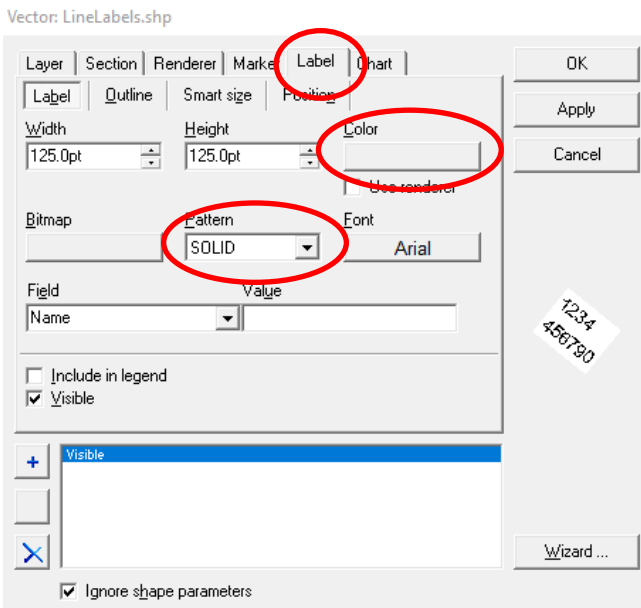 Vector: LineLabels.shp
Layer Section Renderer Marker Label Chart
OK
Label Outline Smart size Position
Apply
Width Height Color
125.0pt 125.0pt
Cancel
Use renderer
Bitmap Pattern Font
SOLID Arial
Field Value
Name
1234
456790
Include in legend
Visible
Visible
Wizard ...
Ignore shape parameters